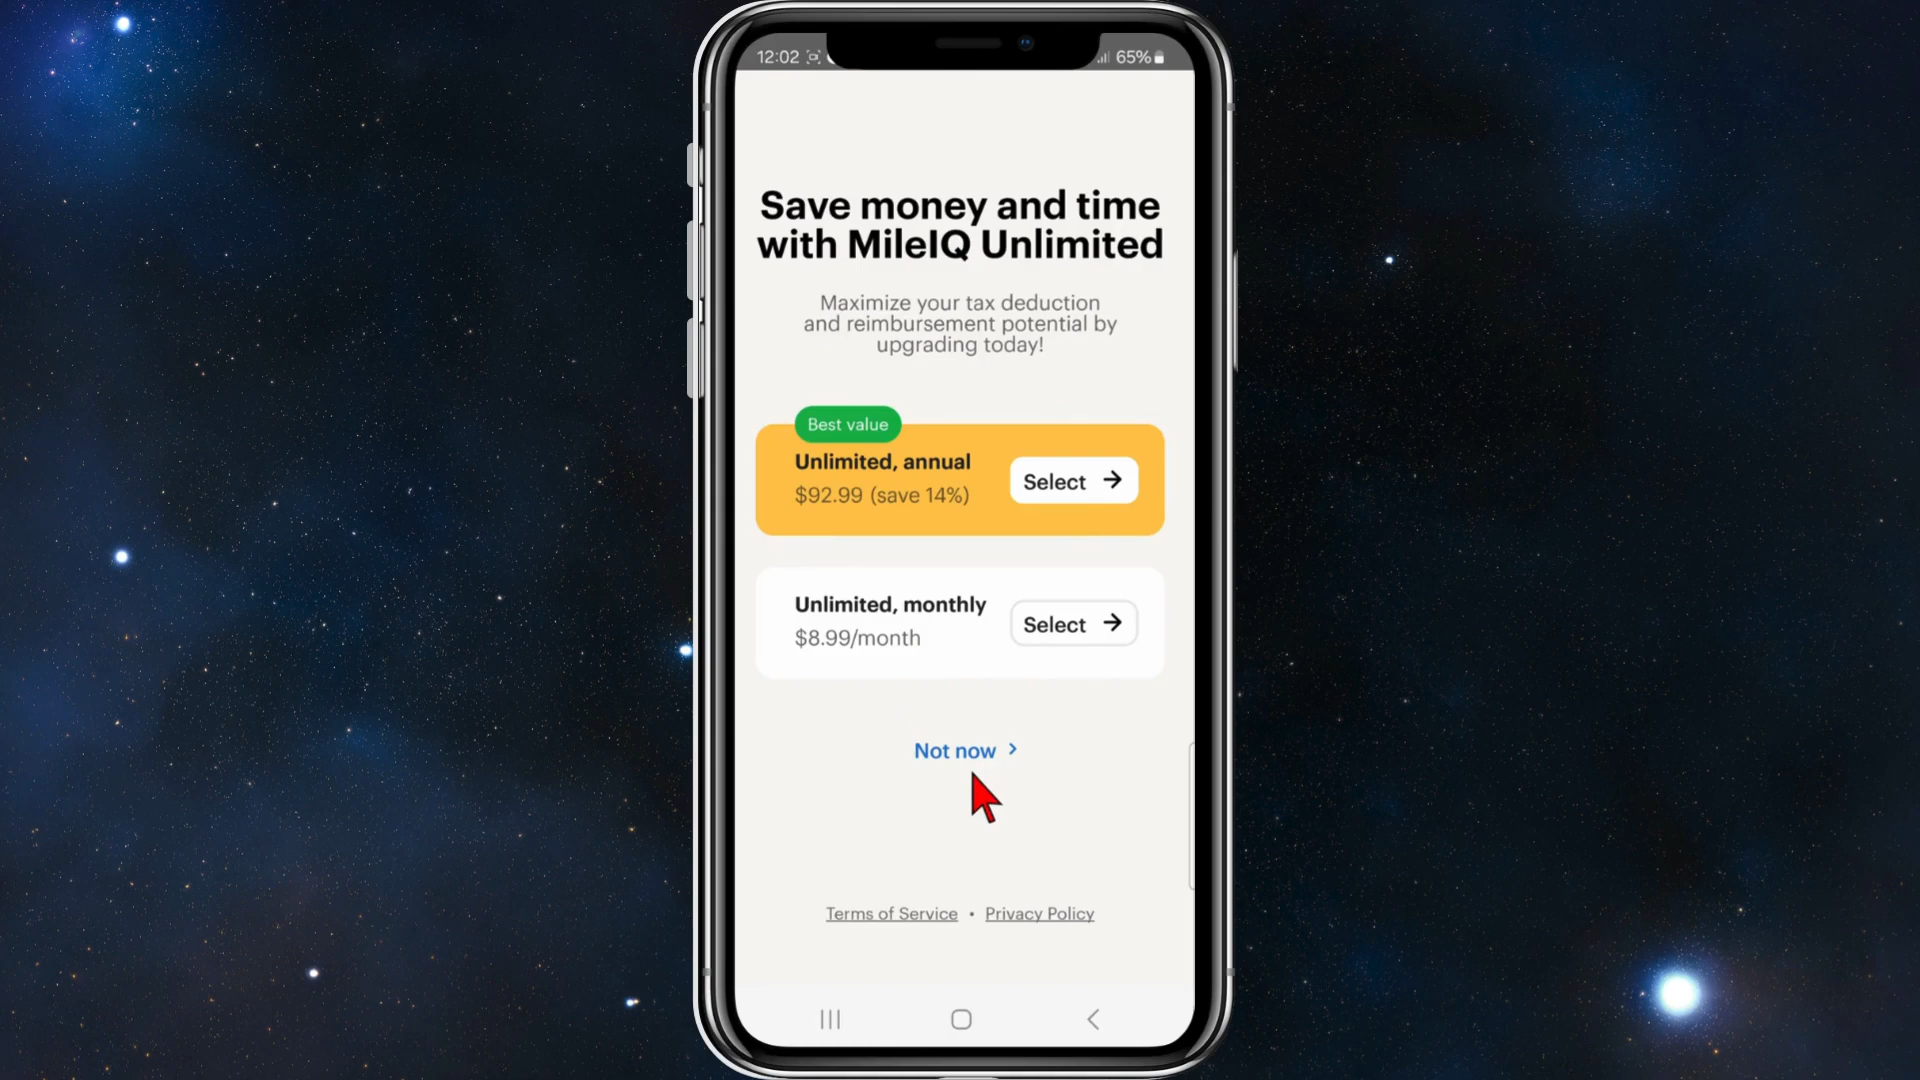 12:02
65%
Save money and time
with MileIQ Unlimited
Maximize your tax deduction
and reimbursement potential by
upgrading today!
Best value
Unlimited, annual
$92.99 (save 14%)
Select →
Unlimited, monthly
$8.99/month
Select →
Not now >
Terms of Service • Privacy Policy